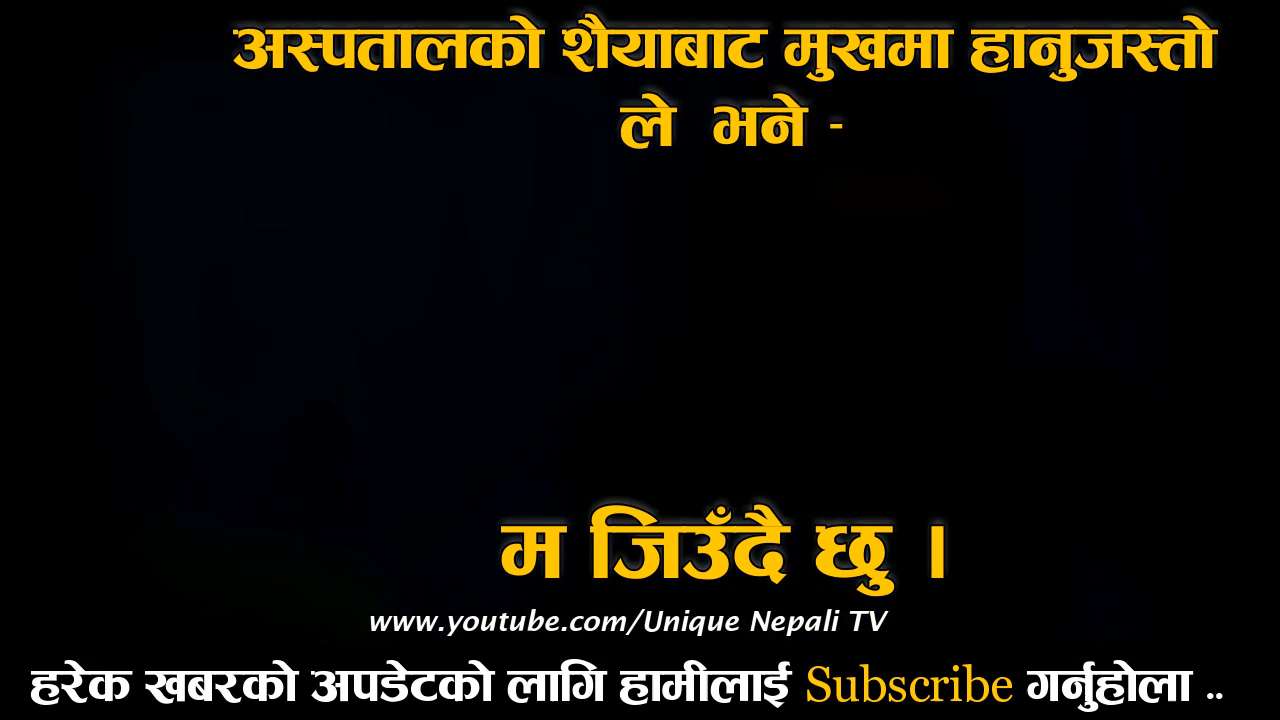 अस्पतालको शैयाबाट मुखमा हानुजस्तो
ले भने -
म जिउँदै छु ।
www.youtube.com/Unique Nepali TV
हरेक खबरको अपडेटको लागि हामीलाई Subscribe गर्नुहोला ..